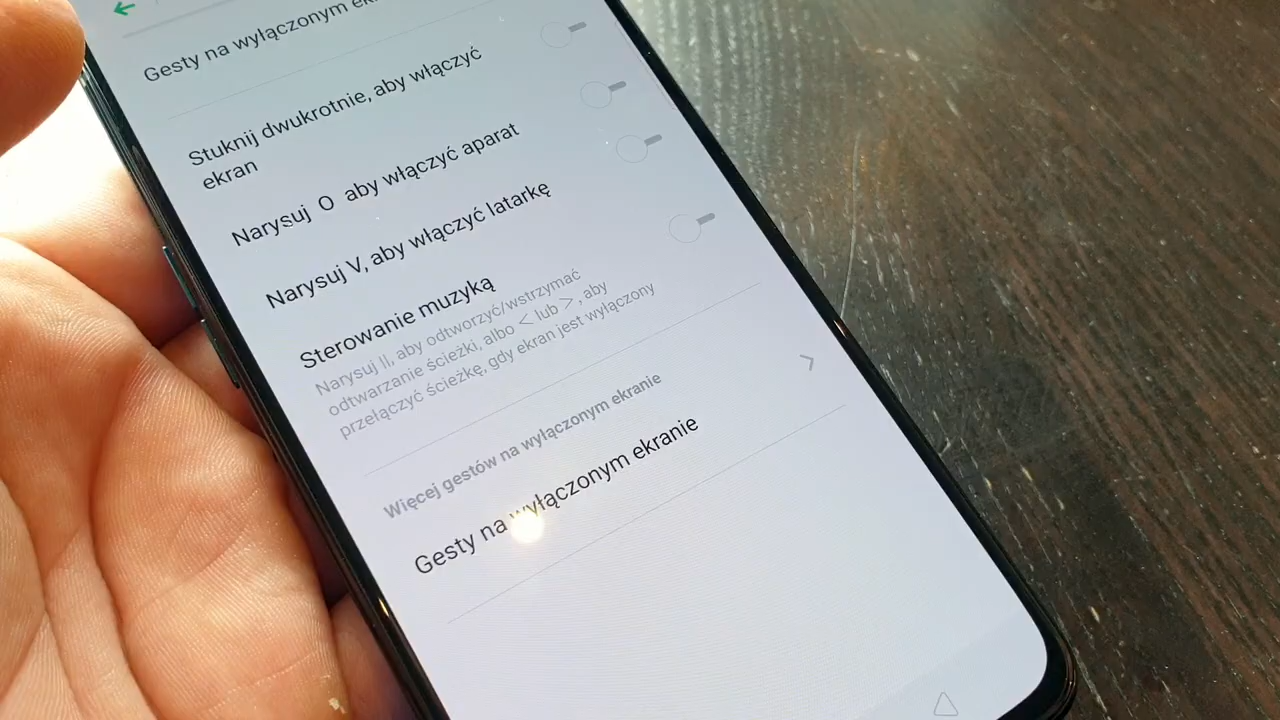 Gesty na wyłączonym
Stuknij dwukrotnie, aby włączyć
ekran
Narysuj O aby włączyć aparat
Narysuj V, aby włączyć latarkę
Sterowanie muzyką
Narysuj II, aby odtworzyć/wstrzymać
odtwarzanie ścieżki, albo < lub > , aby
przełączyć ścieżkę, gdy ekran jest wyłączony
Więcej gestów na wyłączonym ekranie
Gesty na wyłączonym ekranie